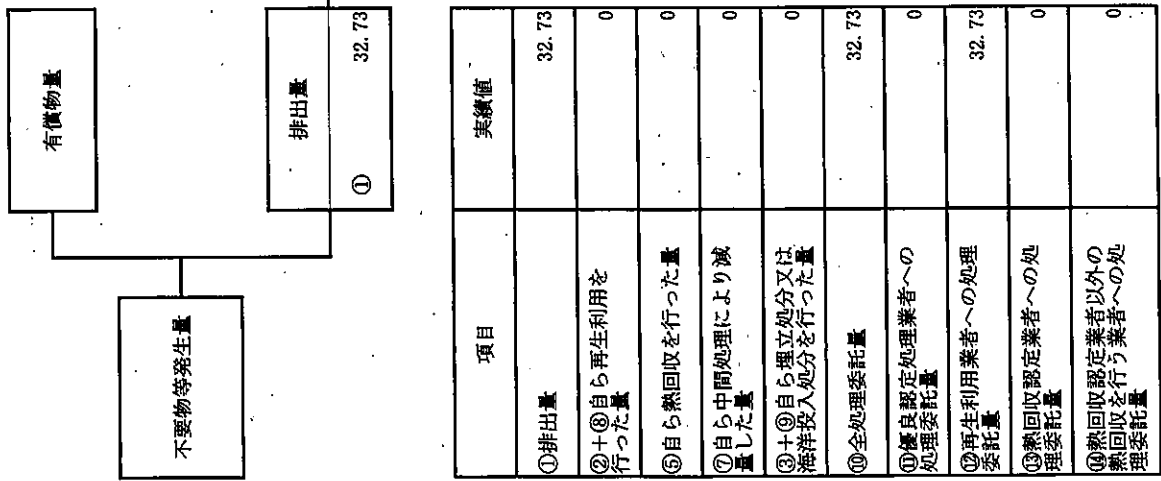 不要物等発生量
有償物量
排出量
① 32.73
項目 実績値
①排出量 32.73
②+⑧自ら再生利用を
行った量 0
⑤自ら熱回収を行った量 0
⑦自ら中間処理により減
量した量 0
③+⑨自ら埋立処分又は
海洋投入処分を行った量 0
⑩全処理委託量 32.73
⑪優良認定処理業者への
処理委託量 0
⑫再生利用業者への処理
委託量 32.73
⑬熱回収認定業者への処
理委託量 0
⑭熱回収認定業者以外の
熱回収を行う業者への処
理委託量 0